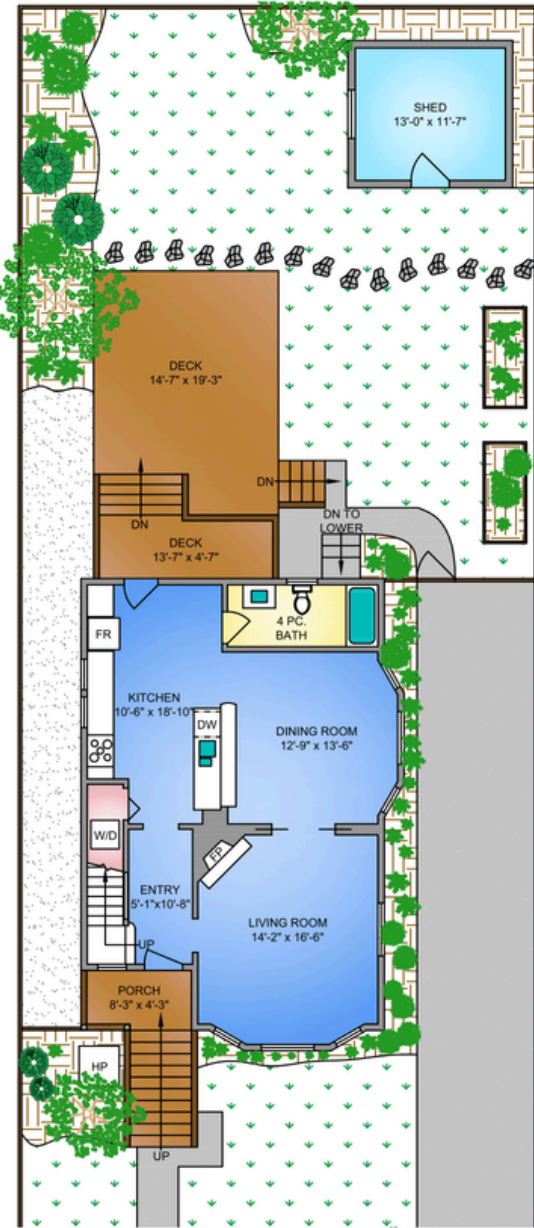 SHED
13'-0" x 11'-7"
DECK
14'-7" x 19'-3"
DN
DN
DN TO
LOWER
DECK
13'-7" x 4'-7"
4 PC.
BATH
FR
KITCHEN
10'-6" x 18'-10"
DW
DINING ROOM
12'-9" x 13'-6"
W/D
FP
ENTRY
5'-1"x10'-8"
LIVING ROOM
14'-2" x 16'-6"
UP
PORCH
8'-3" x 4'-3"
HP
UP